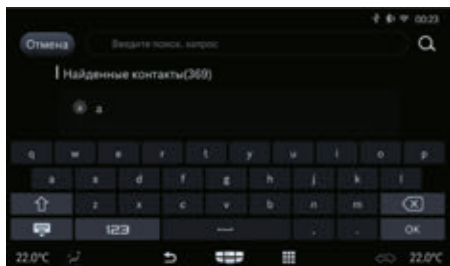 00:23
Отмена Введите поиск. запрос
Найденные контакты(369)
a a
q w e r t y u i o p
a s d f g h j k l
z x c v b n m
123 . OK
22.0°C 22.0°C